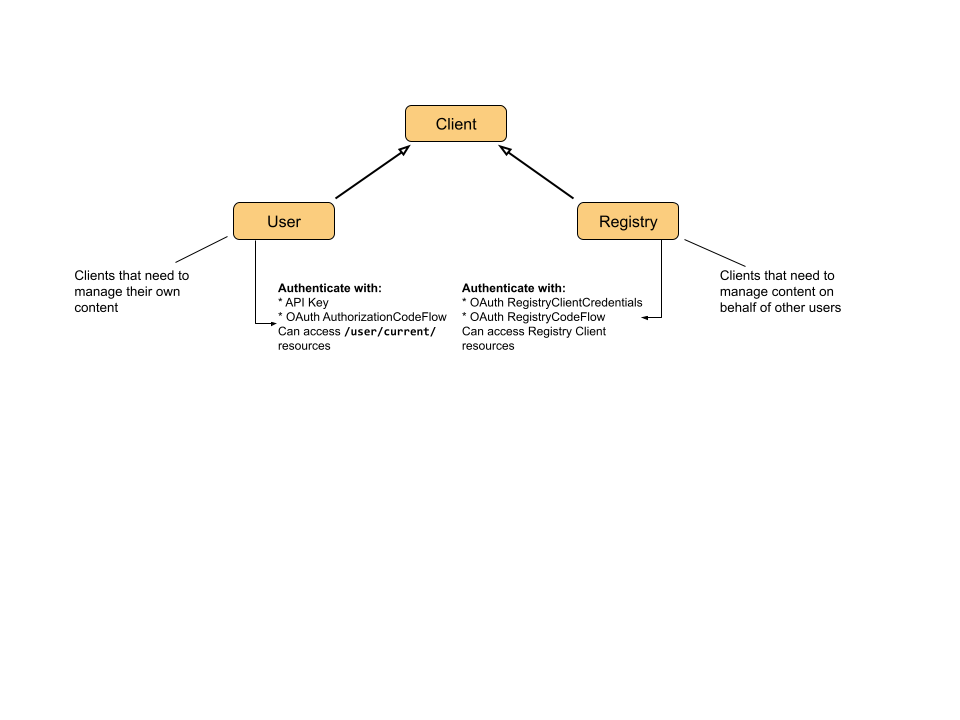 Client
User
Registry
Clients that need to
manage their own
content
Authenticate with:
* API Key
* OAuth AuthorizationCodeFlow
Can access /user/current/
resources
Authenticate with:
* OAuth RegistryClientCredentials
* OAuth RegistryCodeFlow
Can access Registry Client
resources
Clients that need to
manage content on
behalf of other users